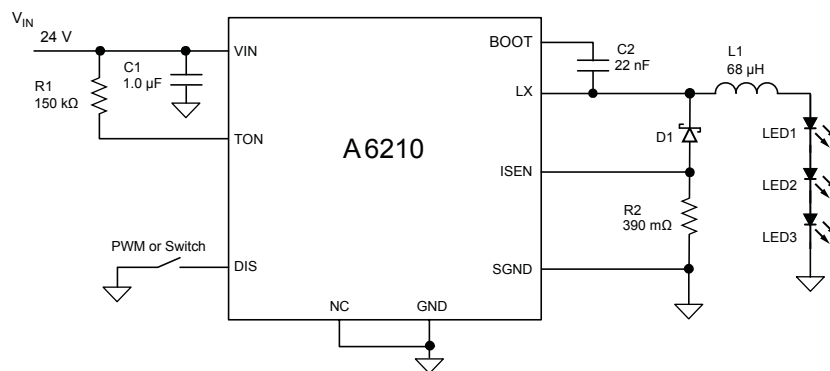 VIN
24 V
R1
150 kΩ
C1
1.0 µF
VIN
TON
PWM or Switch
DIS
A6210
NC
GND
BOOT
LX
ISEN
SGND
C2
22 nF
L1
68 µH
D1
R2
390 mΩ
LED1
LED2
LED3